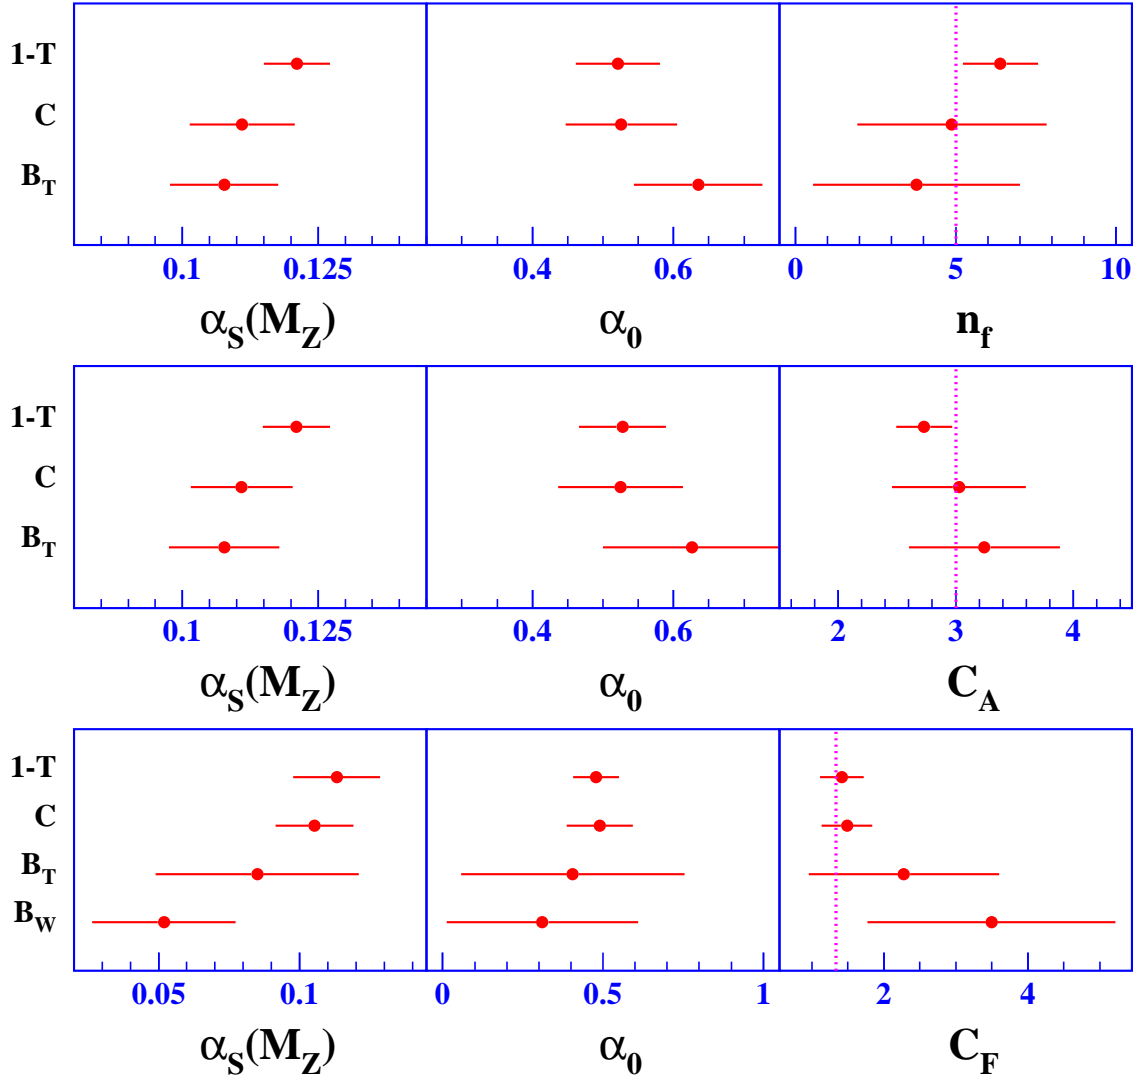 1-T
C
B_T
0.1 0.125 0.4 0.6 0 5 10
α_S(M_Z) α_0 n_f
1-T
C
B_T
0.1 0.125 0.4 0.6 2 3 4
α_S(M_Z) α_0 C_A
1-T
C
B_T
B_W
0.05 0.1 0 0.5 1 2 4
α_S(M_Z) α_0 C_F